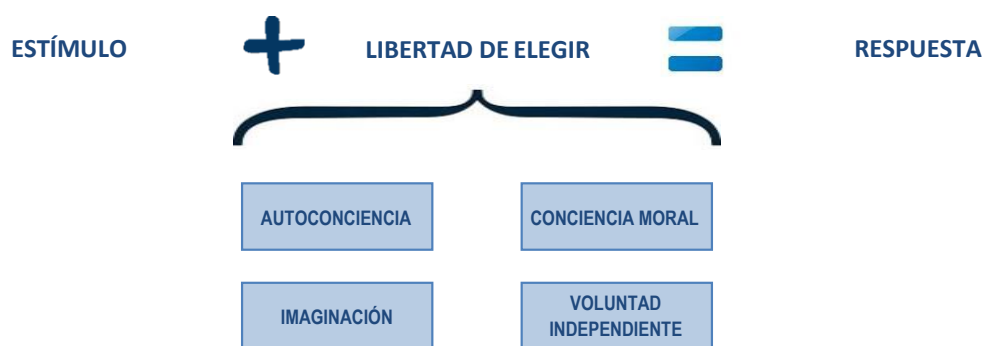 ESTÍMULO + LIBERTAD DE ELEGIR = RESPUESTA
AUTOCONCIENCIA
CONCIENCIA MORAL
IMAGINACIÓN
VOLUNTAD
INDEPENDIENTE